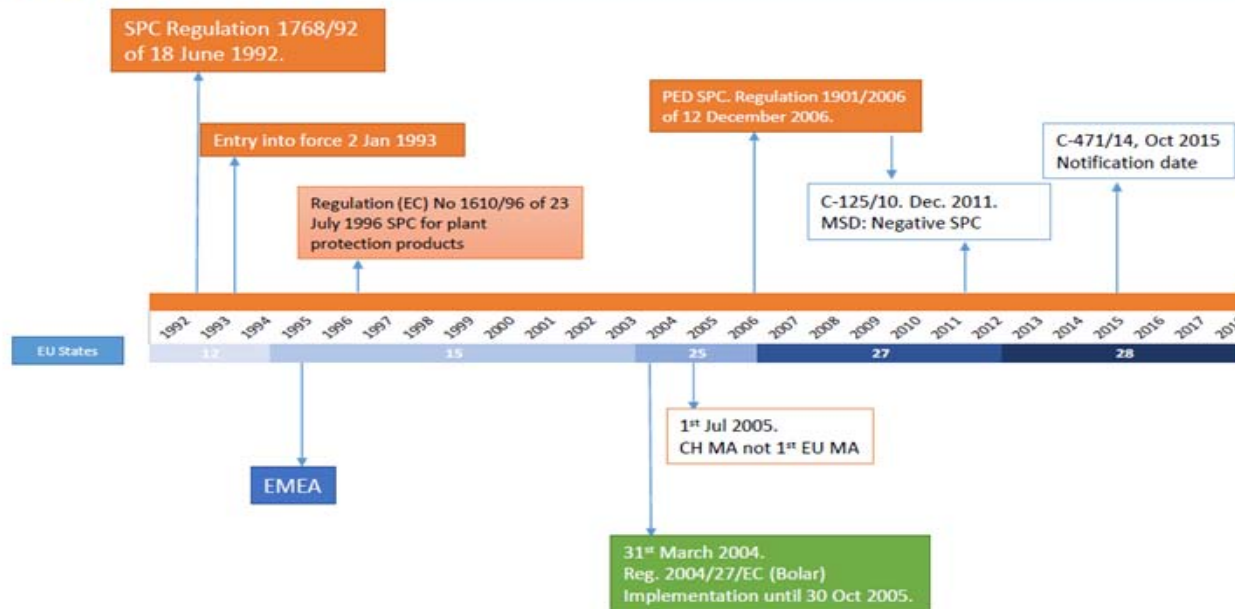 SPC Regulation 1768/92
of 18 June 1992.
Entry into force 2 Jan 1993
Regulation (EC) No 1610/96 of 23
July 1996 SPC for plant
protection products
PED SPC. Regulation 1901/2006
of 12 December 2006.
C-125/10. Dec. 2011.
MSD: Negative SPC
C-471/14, Oct 2015
Notification date
1992 1993 1994 1995 1996 1997 1998 1999 2000 2001 2002 2003 2004 2005 2006 2007 2008 2009 2010 2011 2012 2013 2014 2015 2016 2017
EU States 12 15 25 27 28
EMEA
1st Jul 2005.
CH MA not 1st EU MA
31st March 2004.
Reg. 2004/27/EC (Bolar)
Implementation until 30 Oct 2005.